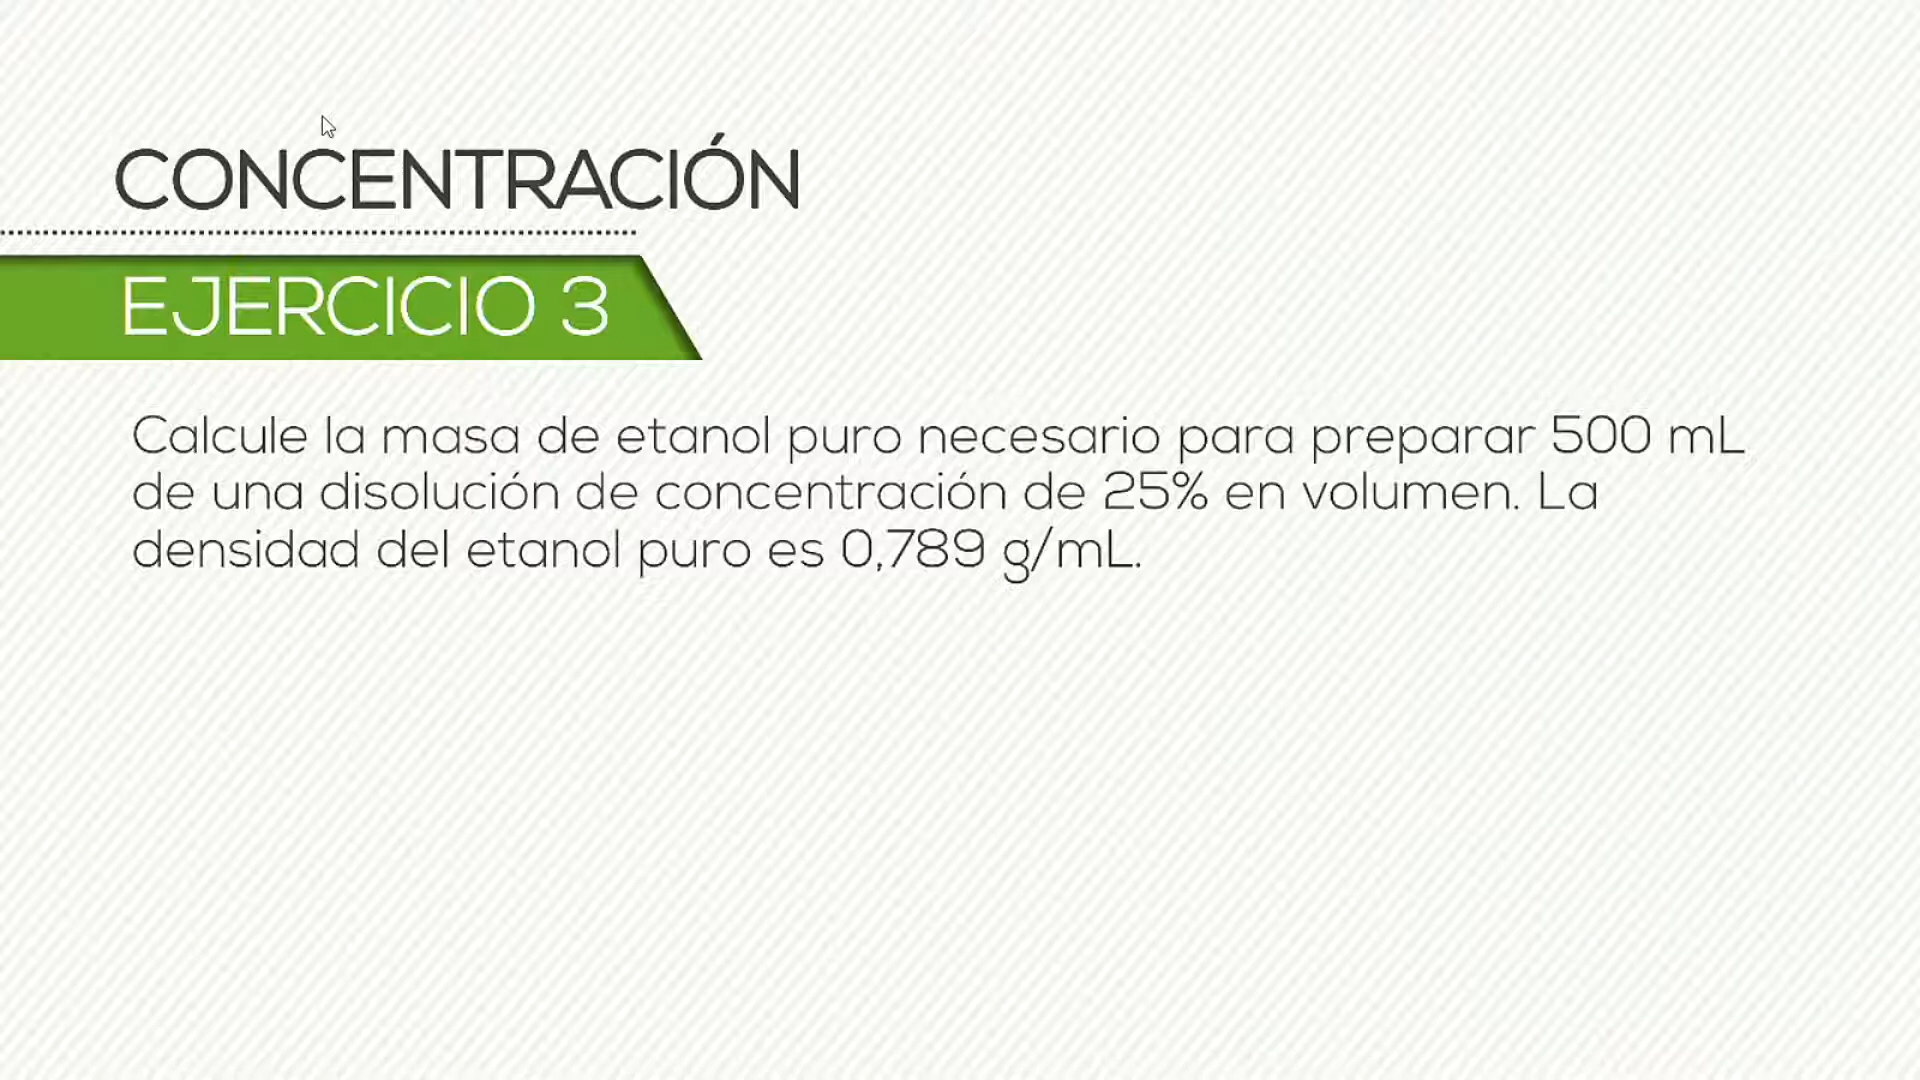 CONCENTRACIÓN
EJERCICIO 3
Calcule la masa de etanol puro necesario para preparar 500 mL
de una disolución de concentración de 25% en volumen. La
densidad del etanol puro es 0,789 g/mL.